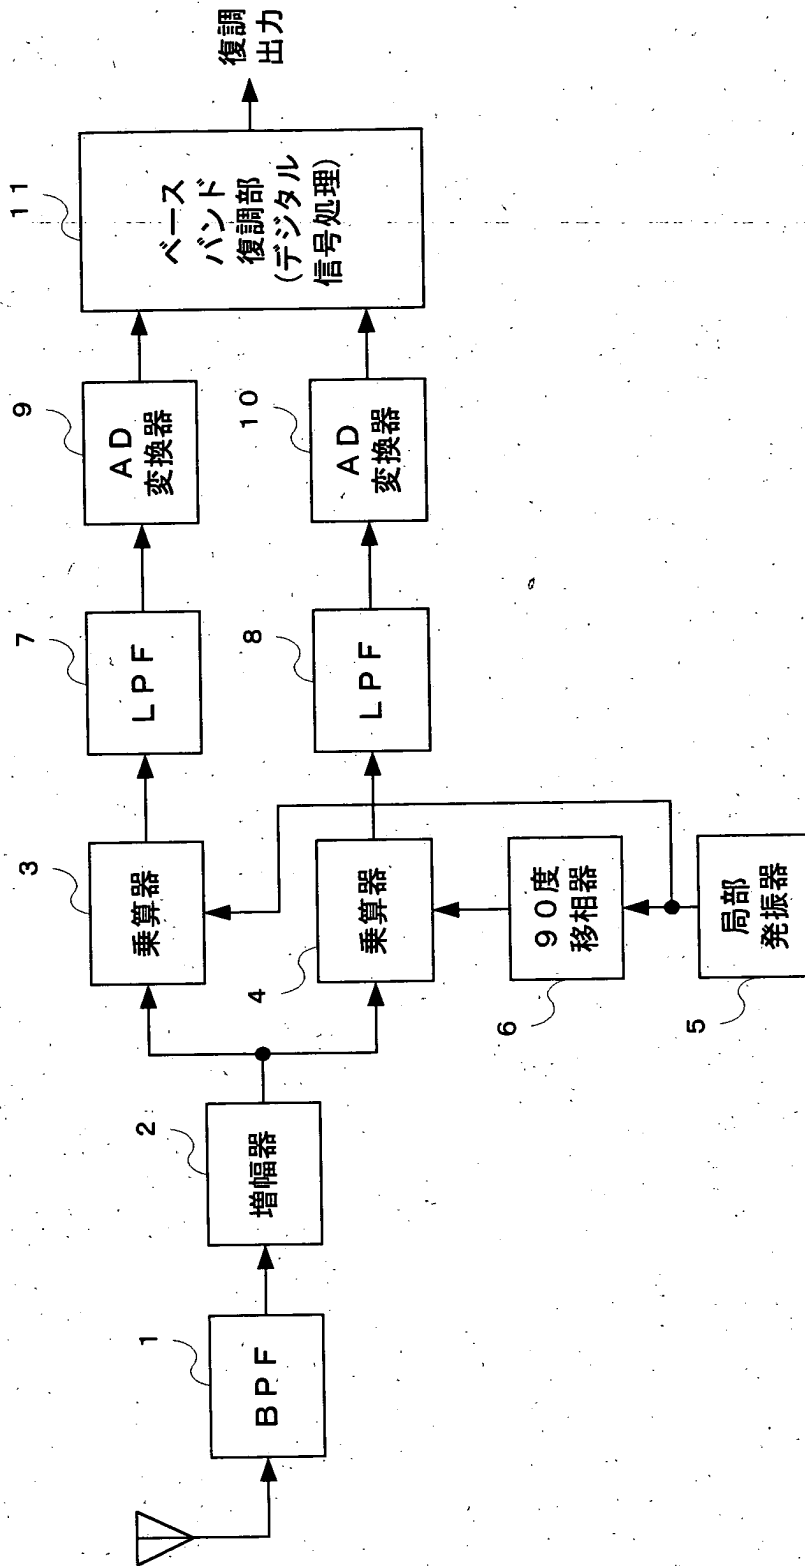 1
BPF
2
増幅器
3
乗算器
4
乗算器
5
局部
発振器
6
90度
移相器
7
LPF
8
LPF
9
AD
変換器
10
AD
変換器
11
ベース
バンド
復調部
(デジタル
信号処理)
復調
出力